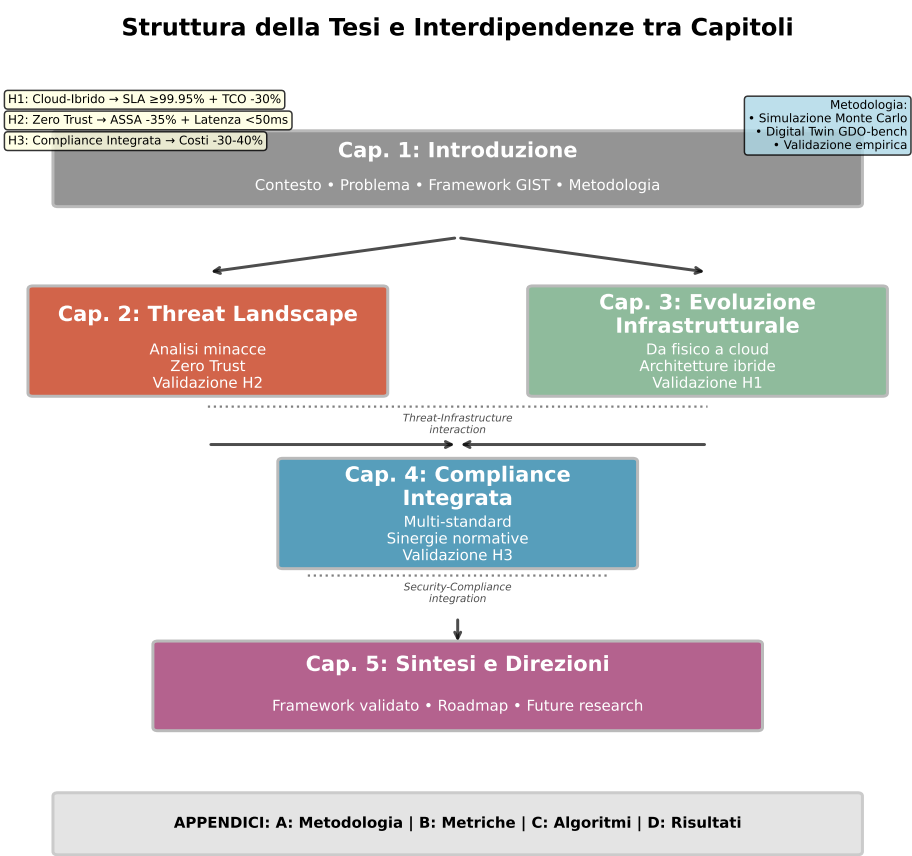 Struttura della Tesi e Interdipendenze tra Capitoli
H1: Cloud-Ibrido → SLA ≥99.95% + TCO -30%
H2: Zero Trust → ASSA -35% + Latenza <50ms
H3: Compliance Integrata → Costi -30-40%
Metodologia:
• Simulazione Monte Carlo
• Digital Twin GDO-bench
• Validazione empirica
Cap. 1: Introduzione
Contesto • Problema • Framework GIST • Metodologia
Cap. 2: Threat Landscape
Analisi minacce
Zero Trust
Validazione H2
Cap. 3: Evoluzione
Infrastrutturale
Da fisico a cloud
Architetture ibride
Validazione H1
Threat-Infrastructure
interaction
Cap. 4: Compliance
Integrata
Multi-standard
Sinergie normative
Validazione H3
Security-Compliance
integration
Cap. 5: Sintesi e Direzioni
Framework validato • Roadmap • Future research
APPENDICI: A: Metodologia | B: Metriche | C: Algoritmi | D: Risultati